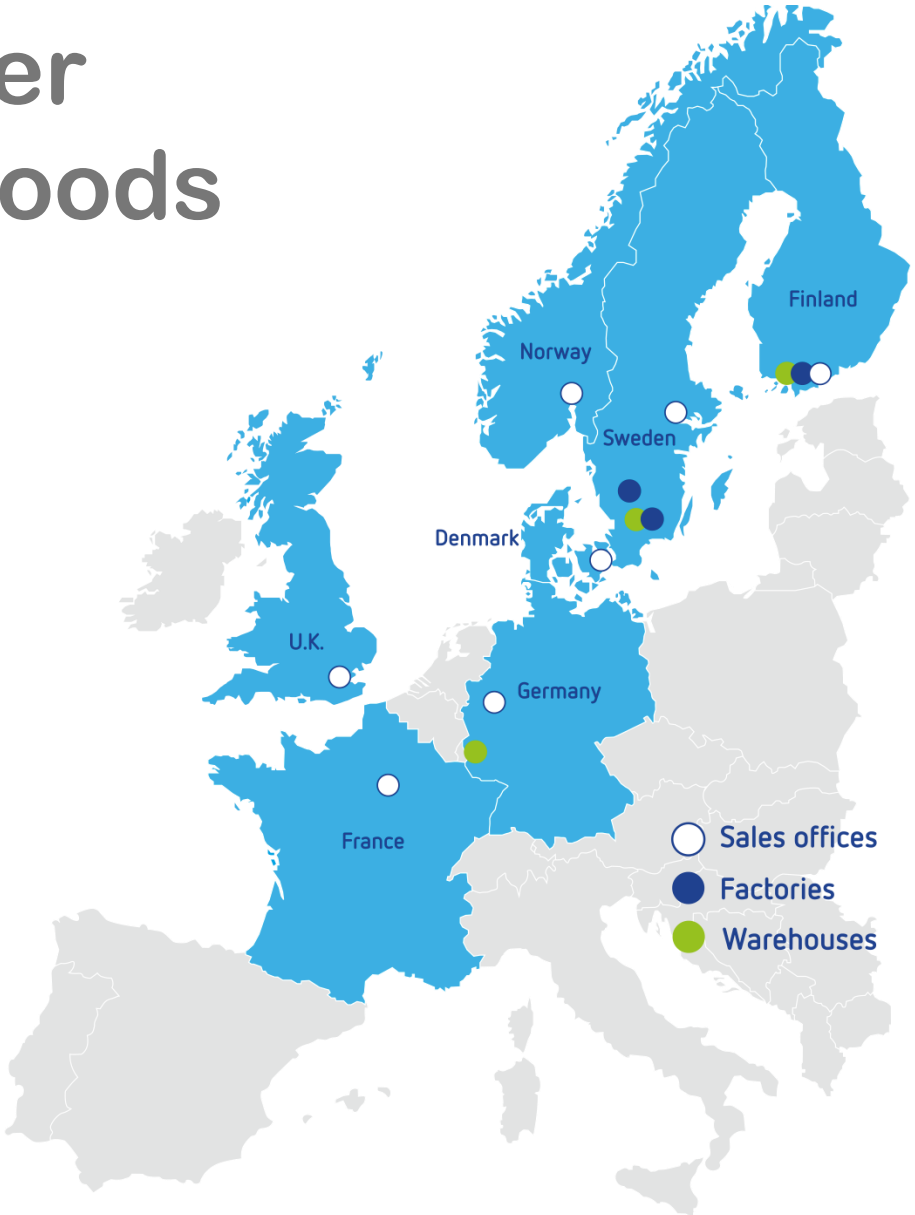 er
oods
Finland
Norway
Sweden
Denmark
U.K.
Germany
France
Sales offices
Factories
Warehouses